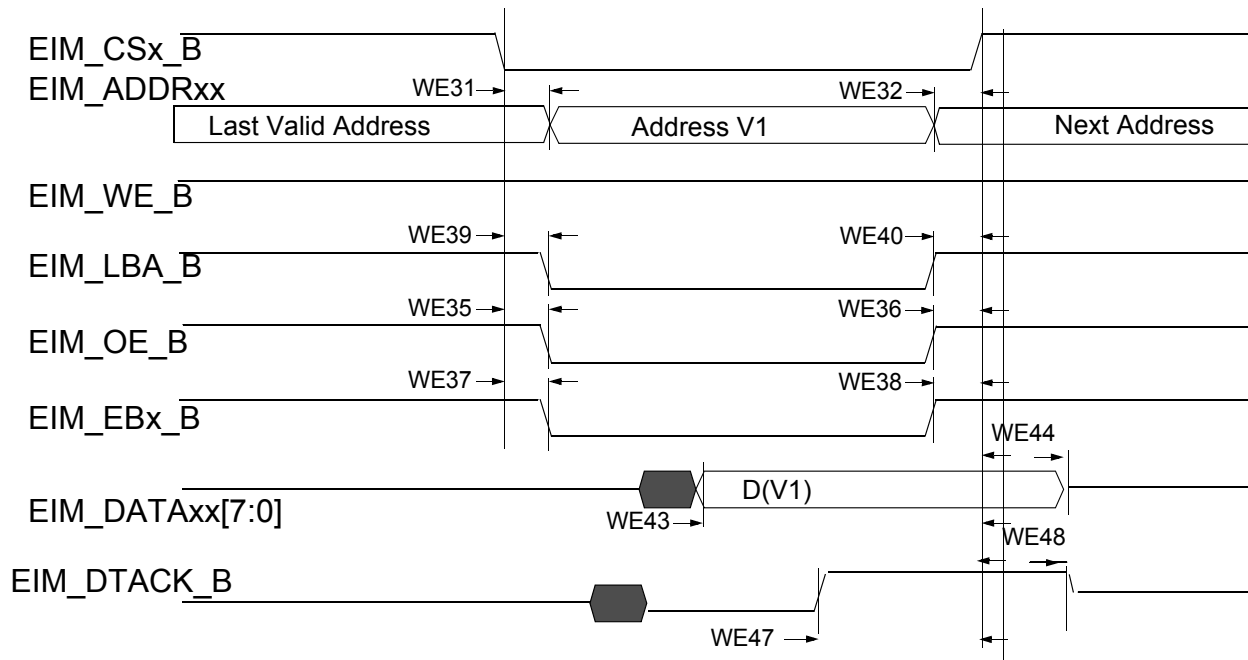 EIM_CSx_B
EIM_ADDRxx
WE31
WE32
Last Valid Address
Address V1
Next Address
EIM_WE_B
WE39
WE40
EIM_LBA_B
WE35
WE36
EIM_OE_B
WE37
WE38
EIM_EBx_B
WE44
EIM_DATAxx[7:0]
D(V1)
WE43
WE48
EIM_DTACK_B
WE47